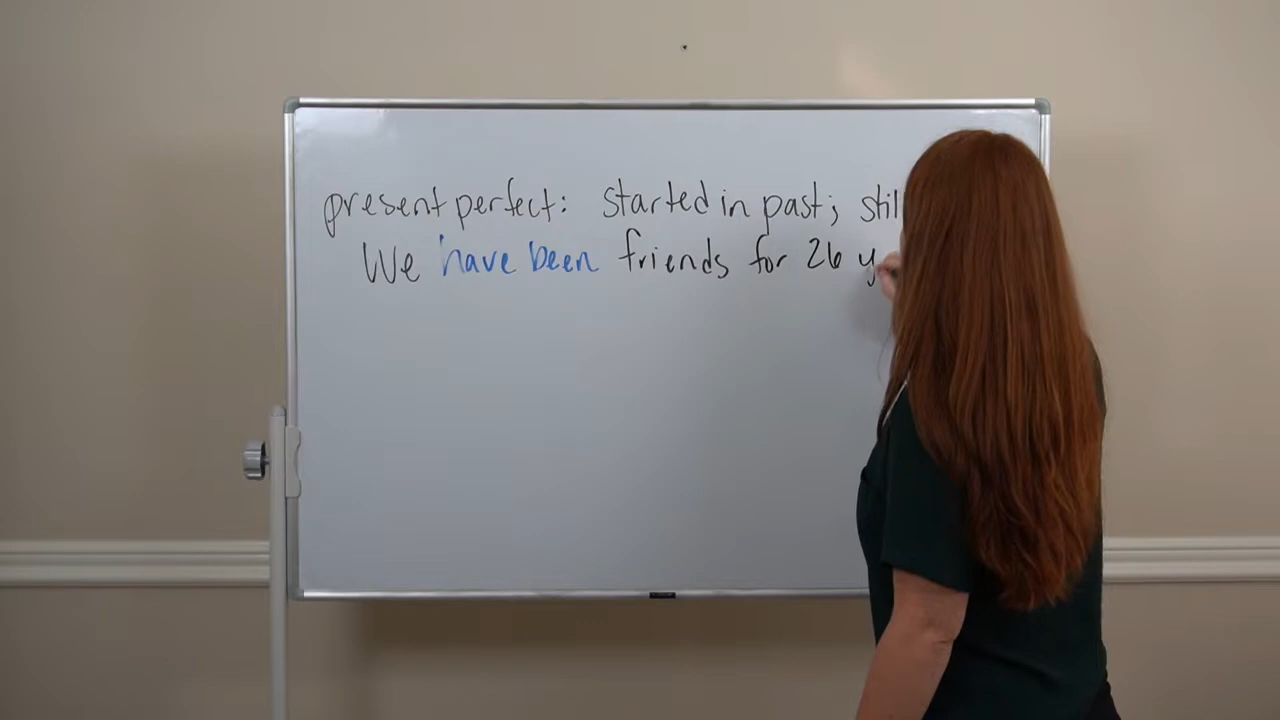 present perfect: started in past; stil
We have been friends for 26 y